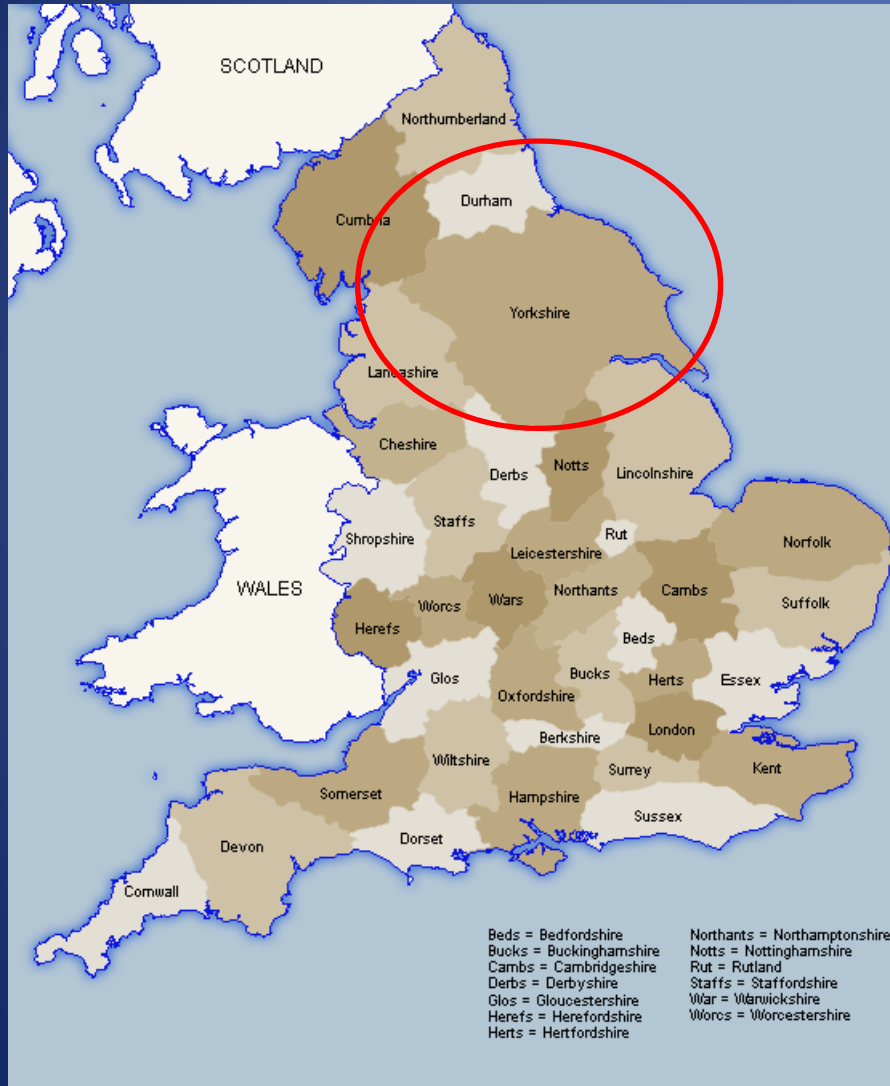 SCOTLAND
Northumberland
Durham
Cumbria
Yorkshire
Lancashire
Cheshire
Derbs
Notts
Lincolnshire
Shropshire
Staffs
Rut
Leicestershire
Norfolk
WALES
Herefs
Worcs
Wars
Northants
Cambs
Suffolk
Beds
Glos
Oxfordshire
Bucks
Herts
Essex
London
Berkshire
Wiltshire
Surrey
Kent
Somerset
Hampshire
Sussex
Devon
Dorset
Cornwall
Beds = Bedfordshire
Bucks = Buckinghamshire
Cambs = Cambridgeshire
Derbs = Derbyshire
Glos = Gloucestershire
Herefs = Herefordshire
Herts = Hertfordshire
Northants = Northamptonshire
Notts = Nottinghamshire
Rut = Rutland
Staffs = Staffordshire
War = Warwickshire
Worcs = Worcestershire